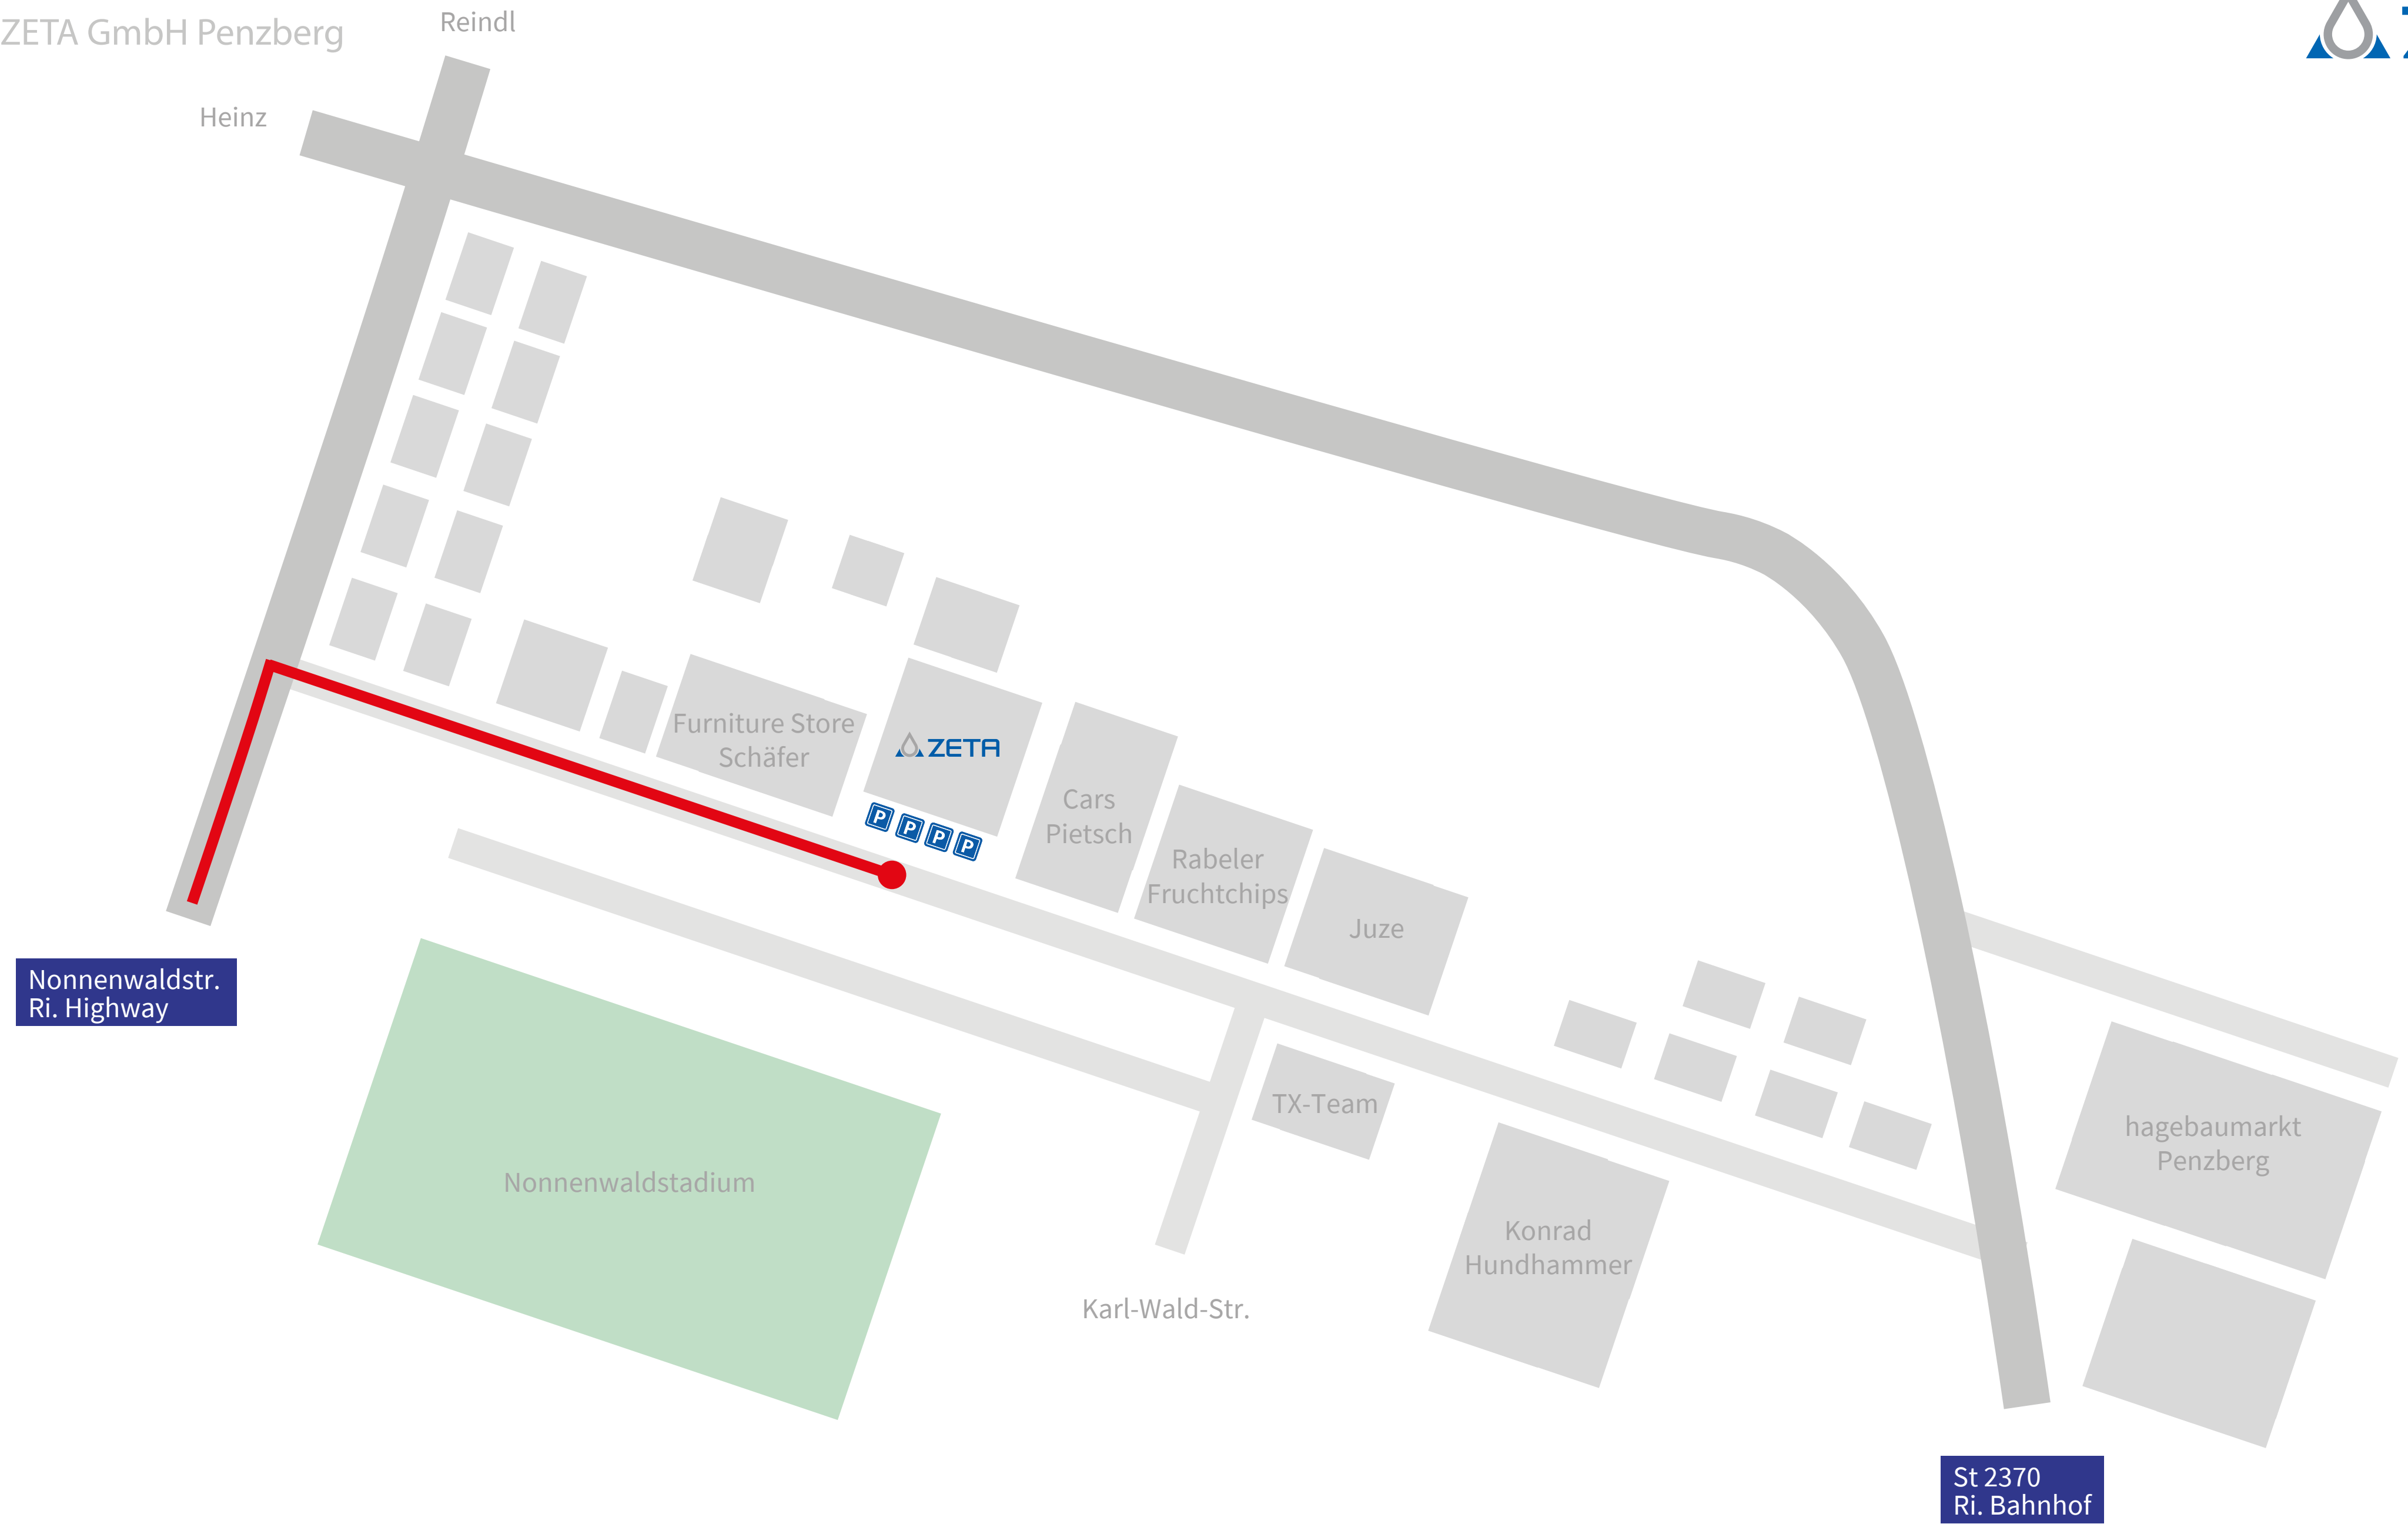 ZETA GmbH Penzberg
Reindl
Heinz
Furniture Store
Schäfer
ZETA
P P P P
Cars
Pietsch
Rabeler
Fruchtchips
Juze
Nonnenwaldstr.
Ri. Highway
TX-Team
hagebaumarkt
Penzberg
Nonnenwaldstadium
Konrad
Hundhammer
Karl-Wald-Str.
St 2370
Ri. Bahnhof